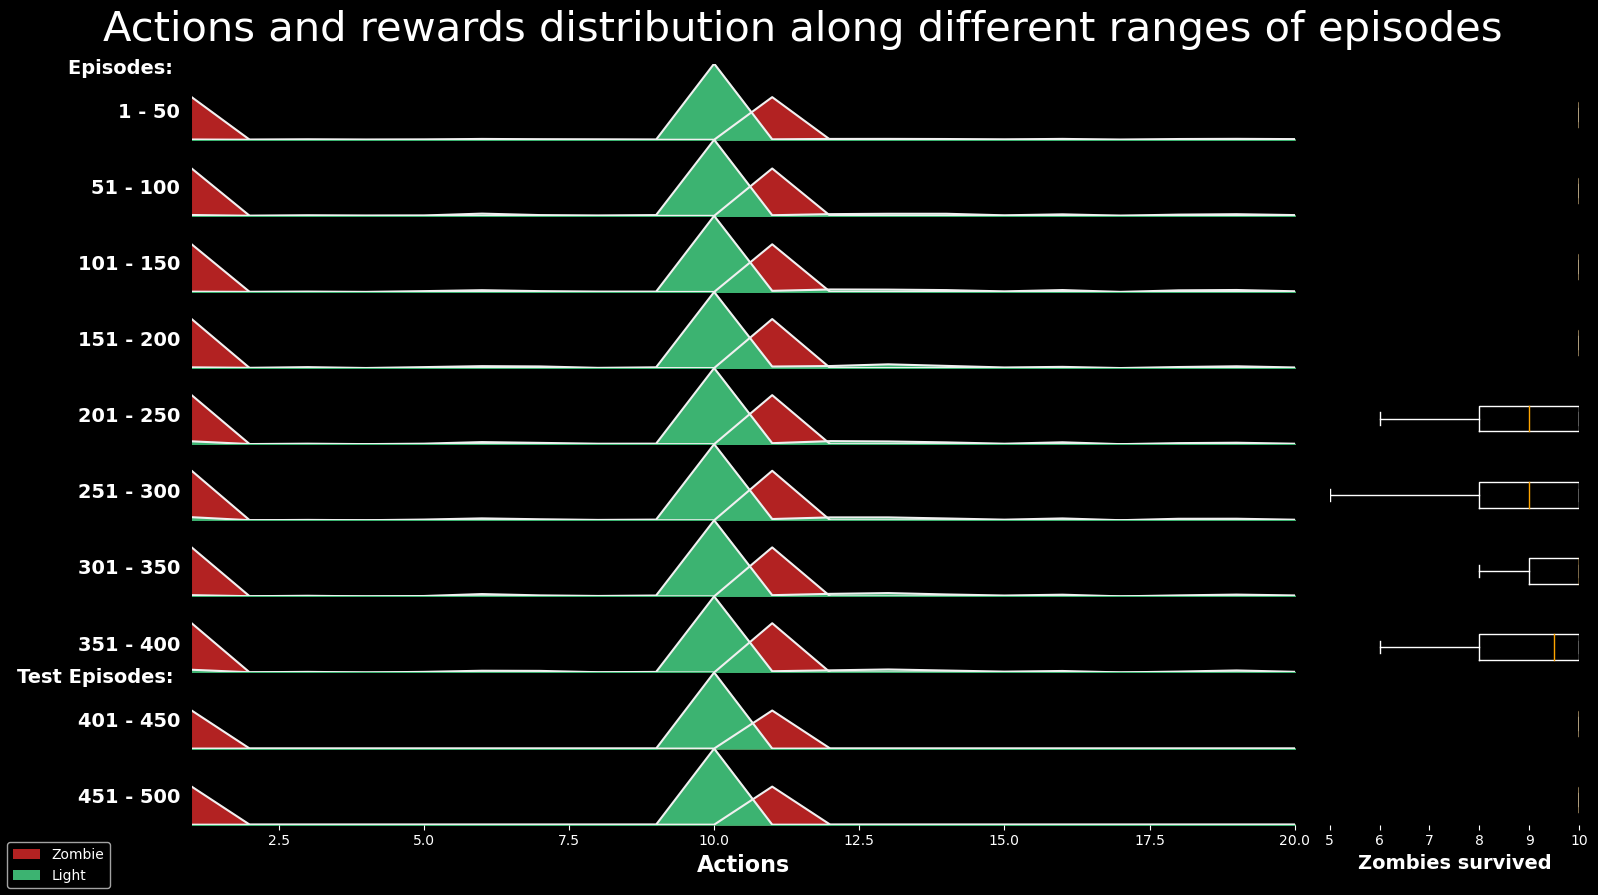 Actions and rewards distribution along different ranges of episodes
Episodes:
1 - 50
51 - 100
101 - 150
151 - 200
201 - 250
251 - 300
301 - 350
351 - 400
Test Episodes:
401 - 450
451 - 500
2.5 5.0 7.5 10.0 12.5 15.0 17.5 20.0 5 6 7 8 9 10
Actions Zombies survived
Zombie
Light